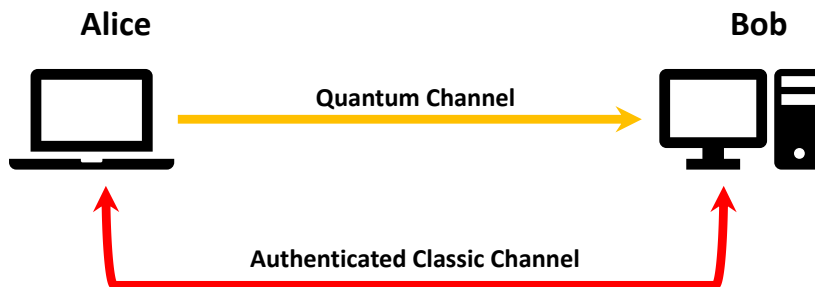 Alice
Bob
Quantum Channel
Authenticated Classic Channel